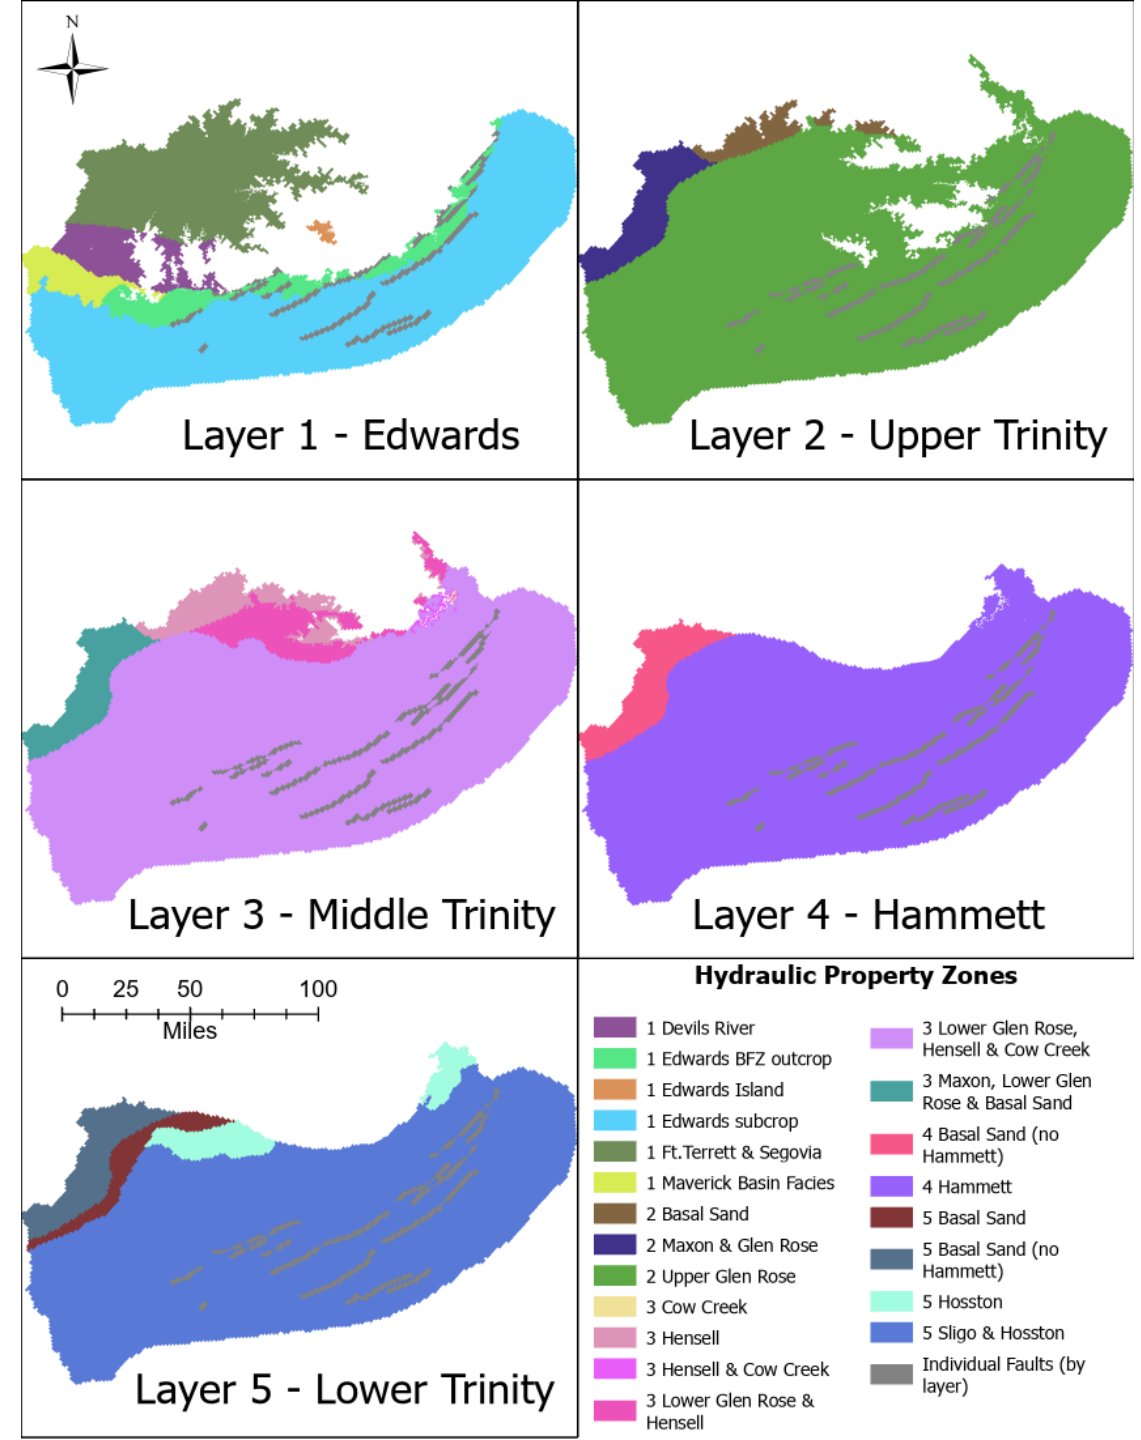 N
Layer 1 - Edwards
Layer 2 - Upper Trinity
Layer 3 - Middle Trinity
Layer 4 - Hammett
0 25 50 100
Miles
Layer 5 - Lower Trinity
Hydraulic Property Zones
1 Devils River
1 Edwards BFZ outcrop
1 Edwards Island
1 Edwards subcrop
1 Ft.Terrett & Segovia
1 Maverick Basin Facies
2 Basal Sand
2 Maxon & Glen Rose
2 Upper Glen Rose
3 Cow Creek
3 Hensell
3 Hensell & Cow Creek
3 Lower Glen Rose &
Hensell
3 Lower Glen Rose,
Hensell & Cow Creek
3 Maxon, Lower Glen
Rose & Basal Sand
4 Basal Sand (no
Hammett)
4 Hammett
5 Basal Sand
5 Basal Sand (no
Hammett)
5 Hosston
5 Sligo & Hosston
Individual Faults (by
layer)